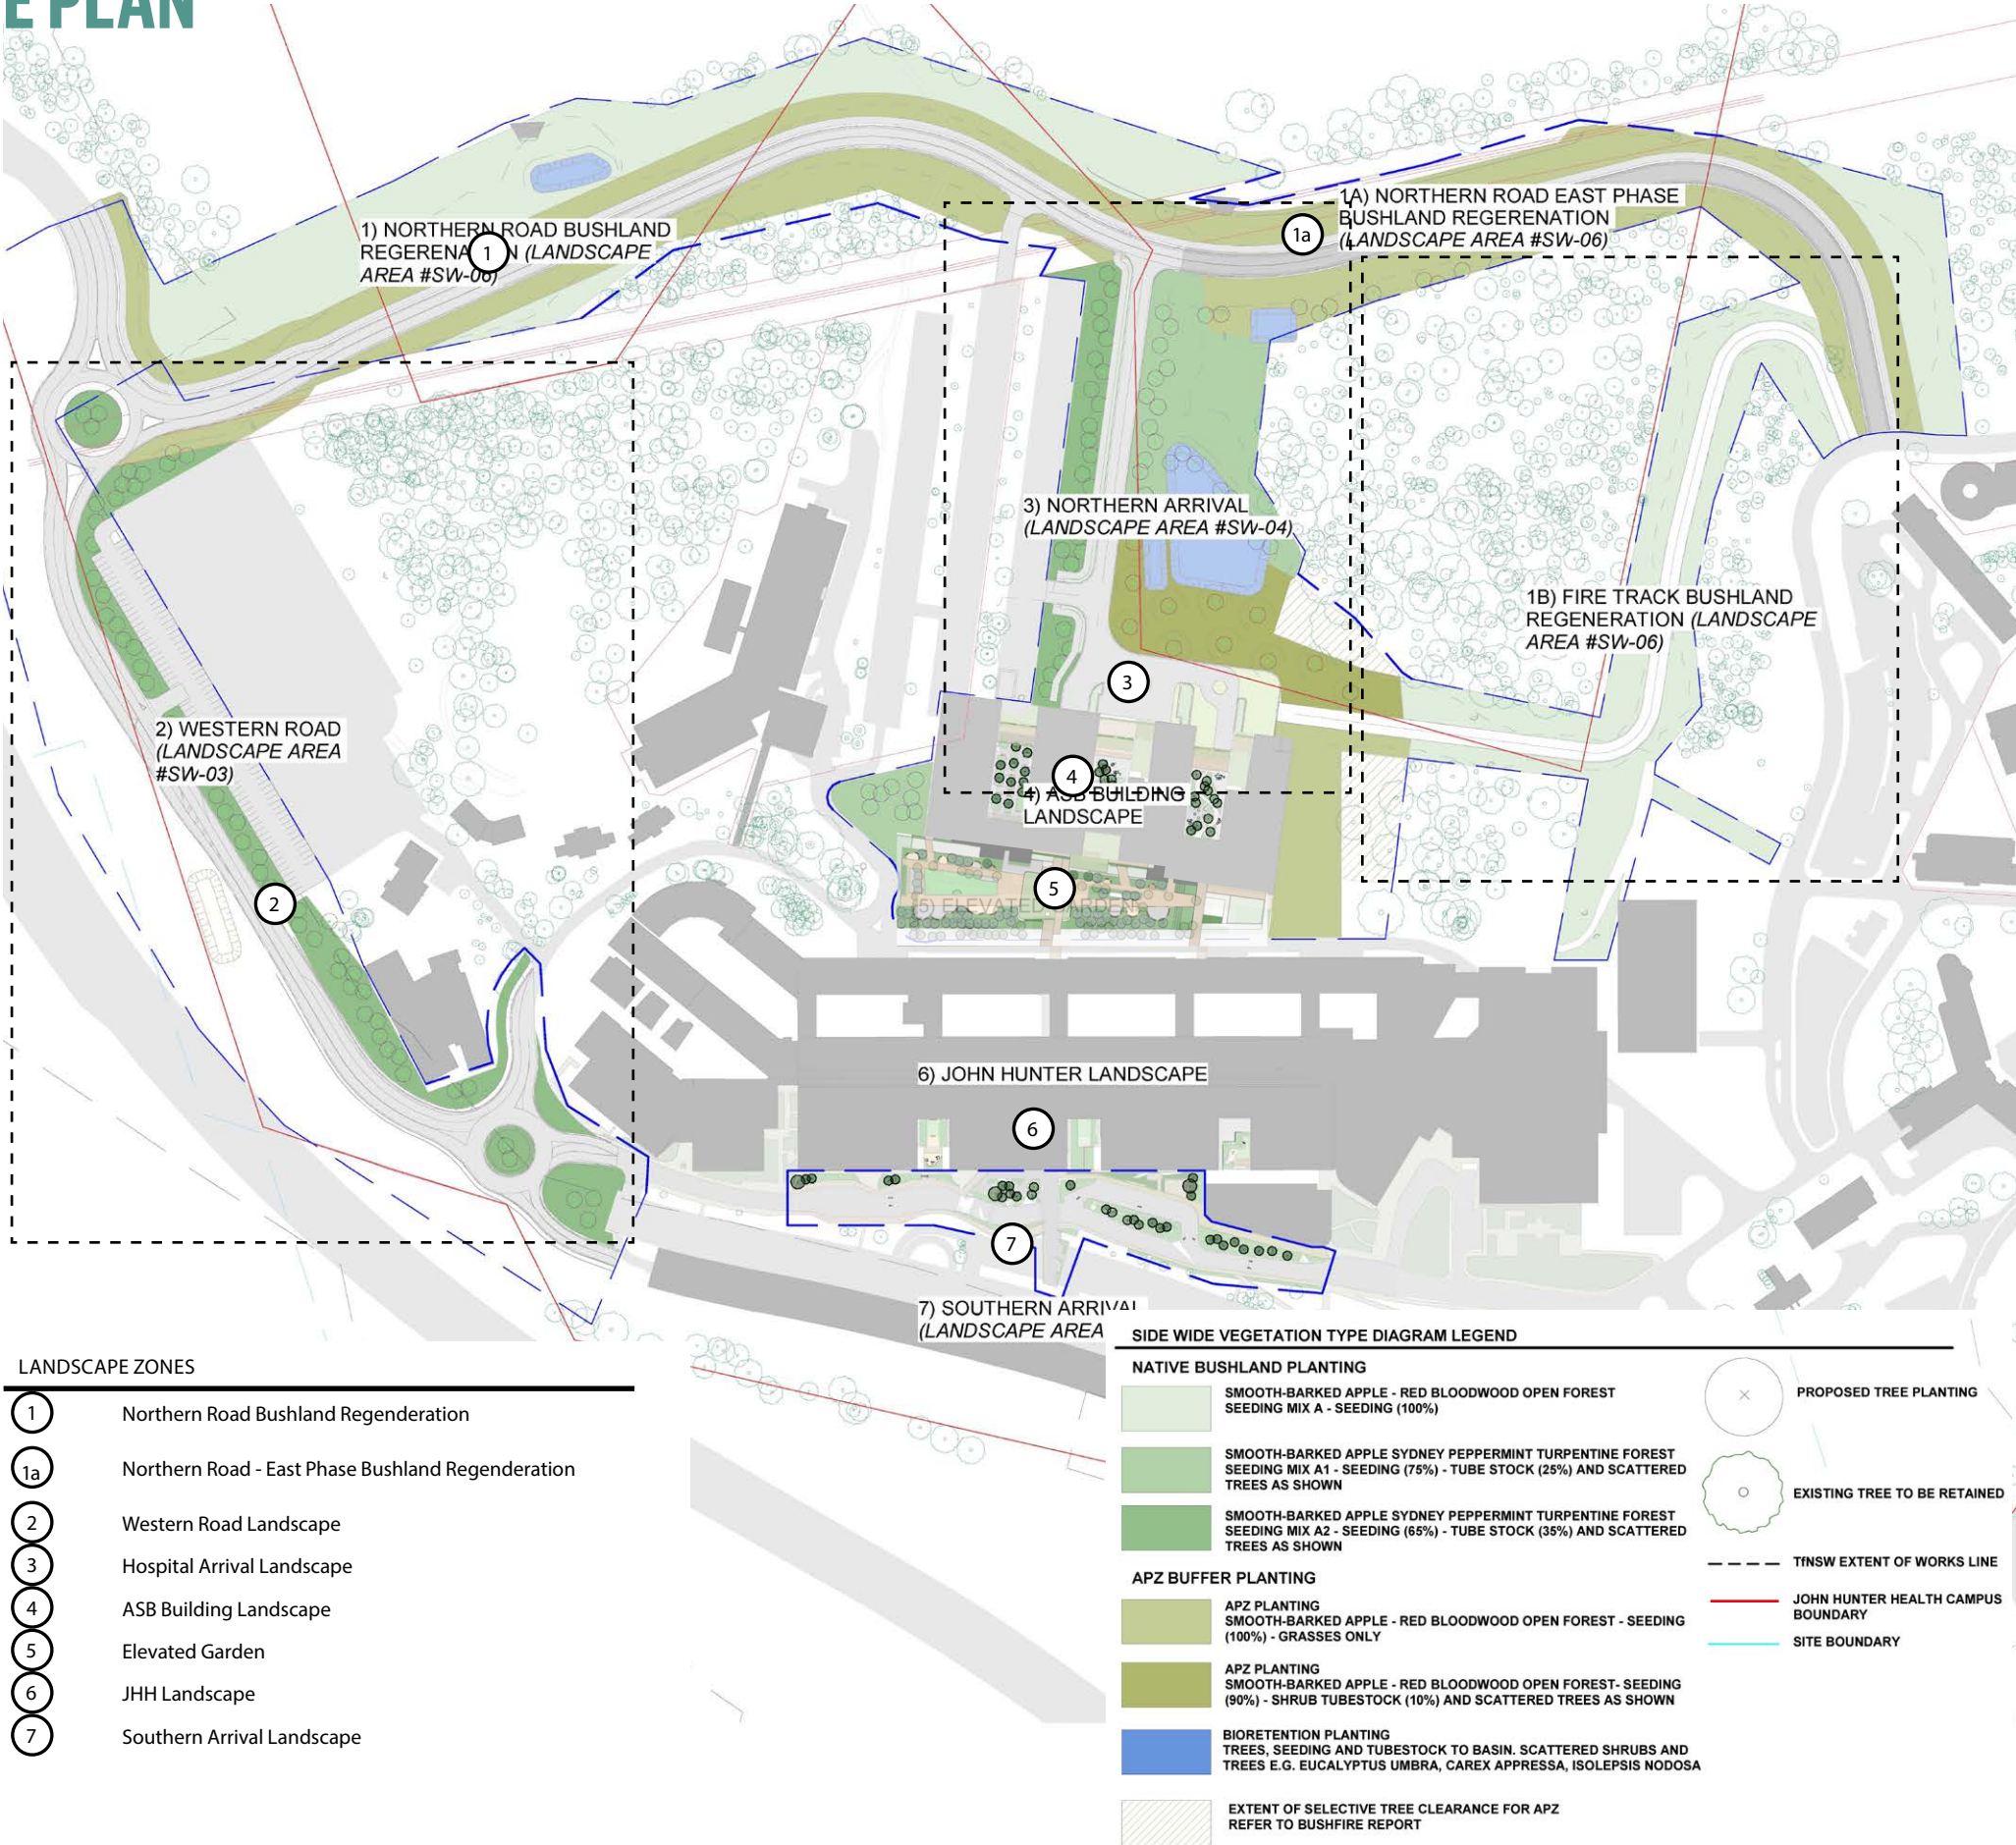 E PLAN
1) NORTHERN ROAD BUSHLAND
REGERENA N (LANDSCAPE
AREA #SW-06)
1
1A) NORTHERN ROAD EAST PHASE
BUSHLAND REGERENATION
(LANDSCAPE AREA #SW-06)
1a
3) NORTHERN ARRIVAL
(LANDSCAPE AREA #SW-04)
1B) FIRE TRACK BUSHLAND
REGENERATION (LANDSCAPE
AREA #SW-06)
3
2) WESTERN ROAD
(LANDSCAPE AREA
#SW-03)
4
4) ASB BUILDING
LANDSCAPE
2
5
5) ELEVATED GARDEN
6) JOHN HUNTER LANDSCAPE
6
7
7) SOUTHERN ARRIVAL
(LANDSCAPE AREA
LANDSCAPE ZONES
1 Northern Road Bushland Regenderation
1a Northern Road - East Phase Bushland Regenderation
2 Western Road Landscape
3 Hospital Arrival Landscape
4 ASB Building Landscape
5 Elevated Garden
6 JHH Landscape
7 Southern Arrival Landscape
SIDE WIDE VEGETATION TYPE DIAGRAM LEGEND
NATIVE BUSHLAND PLANTING
SMOOTH-BARKED APPLE - RED BLOODWOOD OPEN FOREST
SEEDING MIX A - SEEDING (100%)
SMOOTH-BARKED APPLE SYDNEY PEPPERMINT TURPENTINE FOREST
SEEDING MIX A1 - SEEDING (75%) - TUBE STOCK (25%) AND SCATTERED
TREES AS SHOWN
SMOOTH-BARKED APPLE SYDNEY PEPPERMINT TURPENTINE FOREST
SEEDING MIX A2 - SEEDING (65%) - TUBE STOCK (35%) AND SCATTERED
TREES AS SHOWN
APZ BUFFER PLANTING
APZ PLANTING
SMOOTH-BARKED APPLE - RED BLOODWOOD OPEN FOREST - SEEDING
(100%) - GRASSES ONLY
APZ PLANTING
SMOOTH-BARKED APPLE - RED BLOODWOOD OPEN FOREST- SEEDING
(90%) - SHRUB TUBESTOCK (10%) AND SCATTERED TREES AS SHOWN
BIORETENTION PLANTING
TREES, SEEDING AND TUBESTOCK TO BASIN. SCATTERED SHRUBS AND
TREES E.G. EUCALYPTUS UMBRA, CAREX APPRESSA, ISOLEPSIS NODOSA
EXTENT OF SELECTIVE TREE CLEARANCE FOR APZ
REFER TO BUSHFIRE REPORT
PROPOSED TREE PLANTING
EXISTING TREE TO BE RETAINED
TfNSW EXTENT OF WORKS LINE
JOHN HUNTER HEALTH CAMPUS
BOUNDARY
SITE BOUNDARY